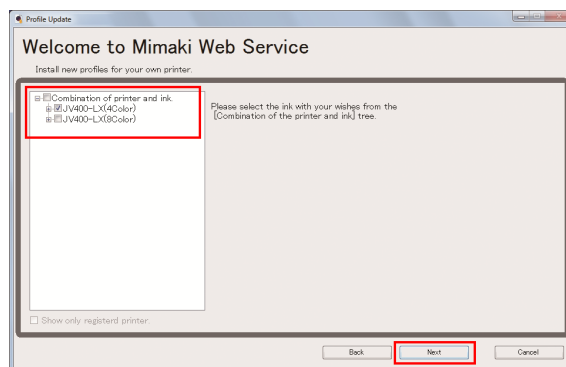 Profile Update
Welcome to Mimaki Web Service
Install new profiles for your own printer.
Combination of printer and ink
JV400-LX(4Color)
JV400-LX(8Color)
Please select the ink with your wishes from the
[Combination of the printer and ink] tree.
Show only registerd printer
Back Next Cancel